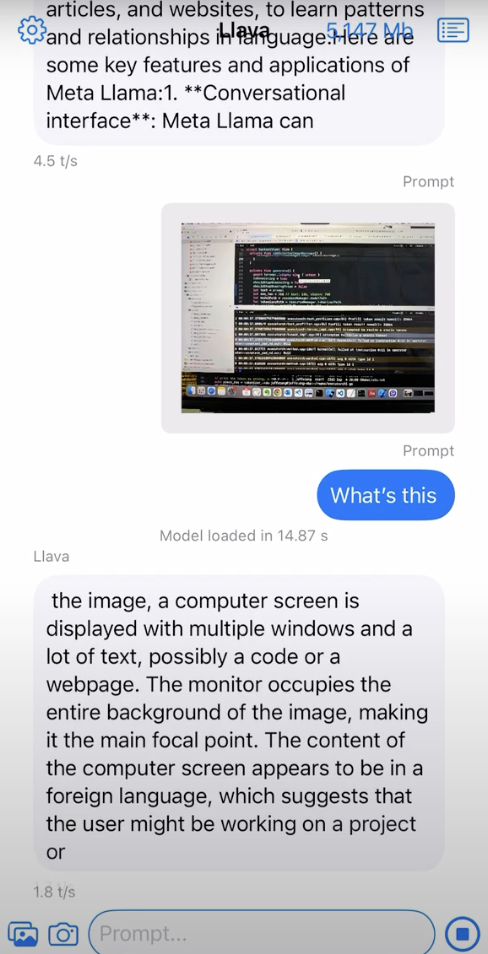 articles, and websites, to learn patterns
Llava
5,147 Mb
and relationships in language.Here are
some key features and applications of
Meta Llama:1. **Conversational
interface**: Meta Llama can
4.5 t/s
Prompt
Prompt
What's this
Model loaded in 14.87 s
Llava
the image, a computer screen is
displayed with multiple windows and a
lot of text, possibly a code or a
webpage. The monitor occupies the
entire background of the image, making
it the main focal point. The content of
the computer screen appears to be in a
foreign language, which suggests that
the user might be working on a project
or
1.8 t/s
Prompt...